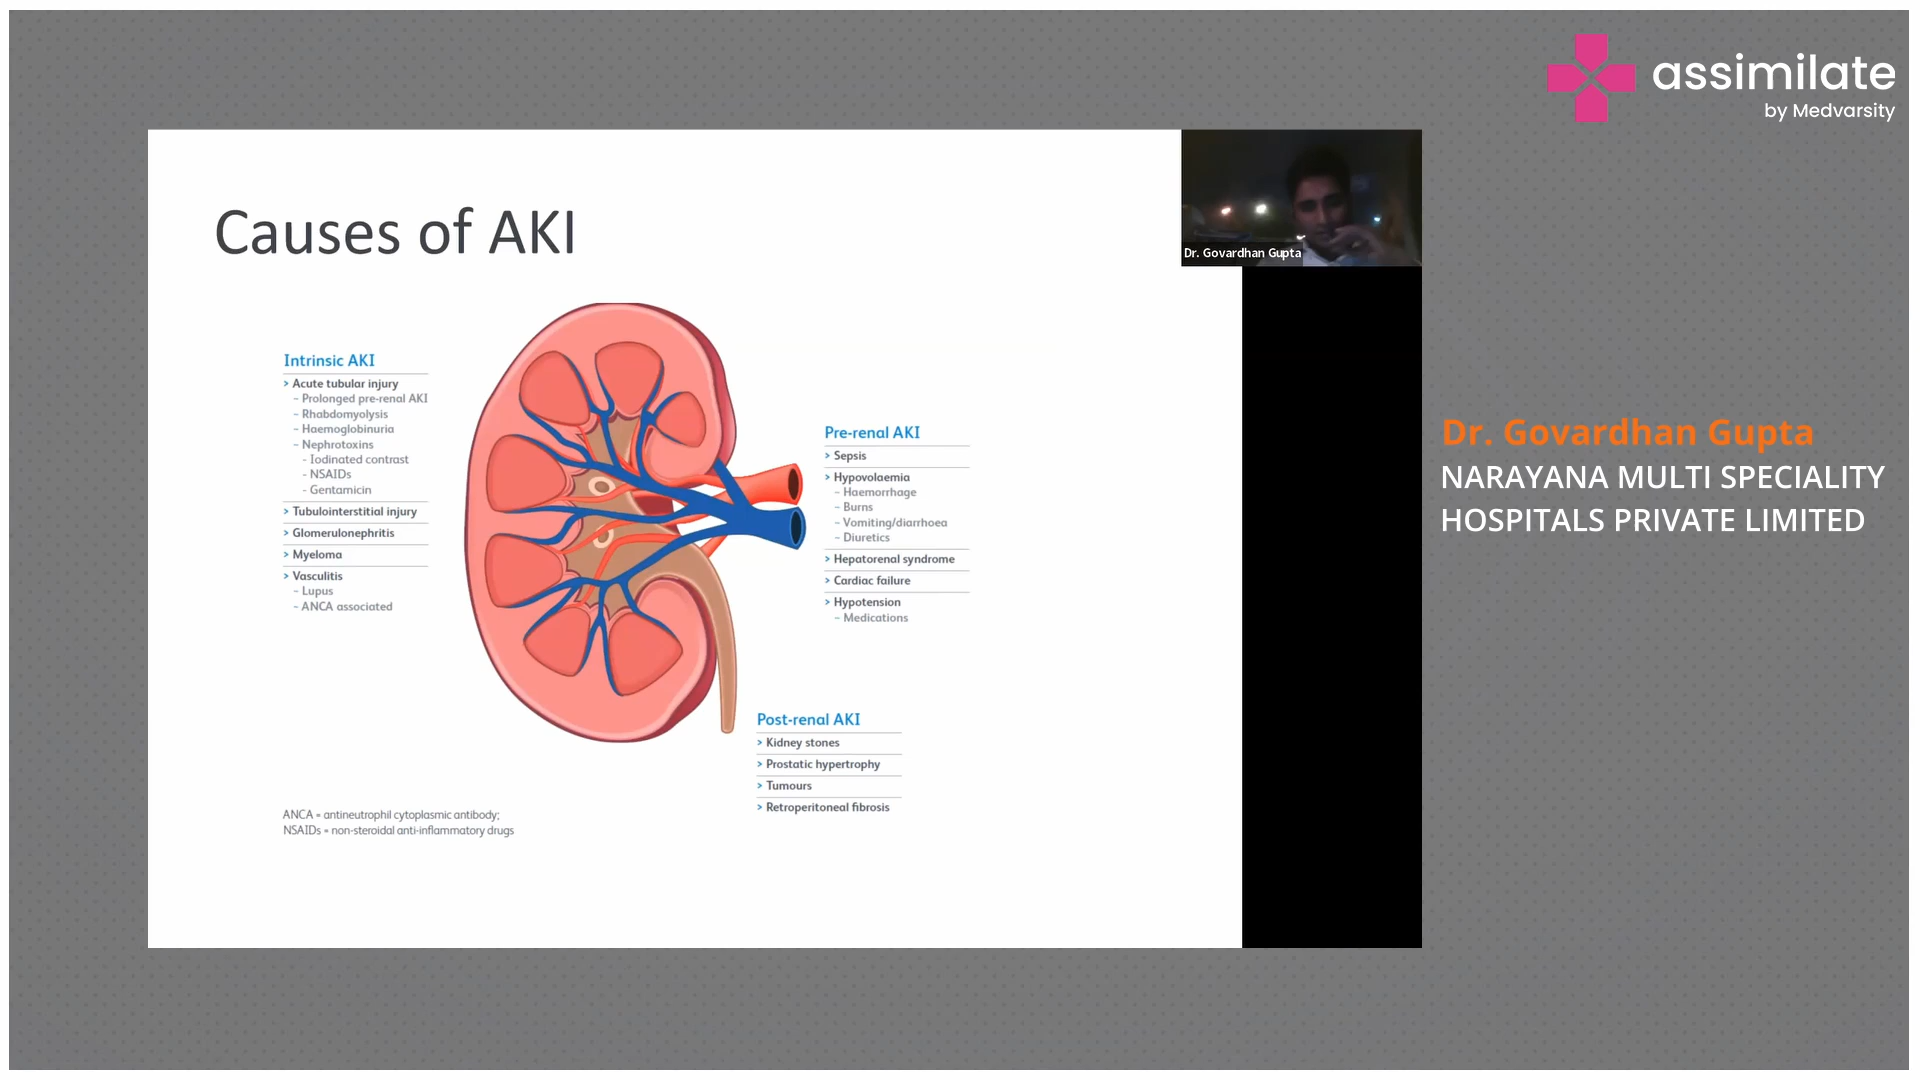 assimilate
by Medvarsity
Causes of AKI
Dr. Govardhan Gupta
Intrinsic AKI
> Acute tubular injury
– Prolonged pre-renal AKI
– Rhabdomyolysis
– Haemoglobinuria
– Nephrotoxins
- Iodinated contrast
- NSAIDs
- Gentamicin
> Tubulointerstitial injury
> Glomerulonephritis
> Myeloma
> Vasculitis
– Lupus
– ANCA associated
Pre-renal AKI
> Sepsis
> Hypovolaemia
– Haemorrhage
– Burns
– Vomiting/diarrhoea
– Diuretics
> Hepatorenal syndrome
> Cardiac failure
> Hypotension
– Medications
Post-renal AKI
> Kidney stones
> Prostatic hypertrophy
> Tumours
> Retroperitoneal fibrosis
ANCA = antineutrophil cytoplasmic antibody;
NSAIDs = non-steroidal anti-inflammatory drugs
Dr. Govardhan Gupta
NARAYANA MULTI SPECIALITY
HOSPITALS PRIVATE LIMITED